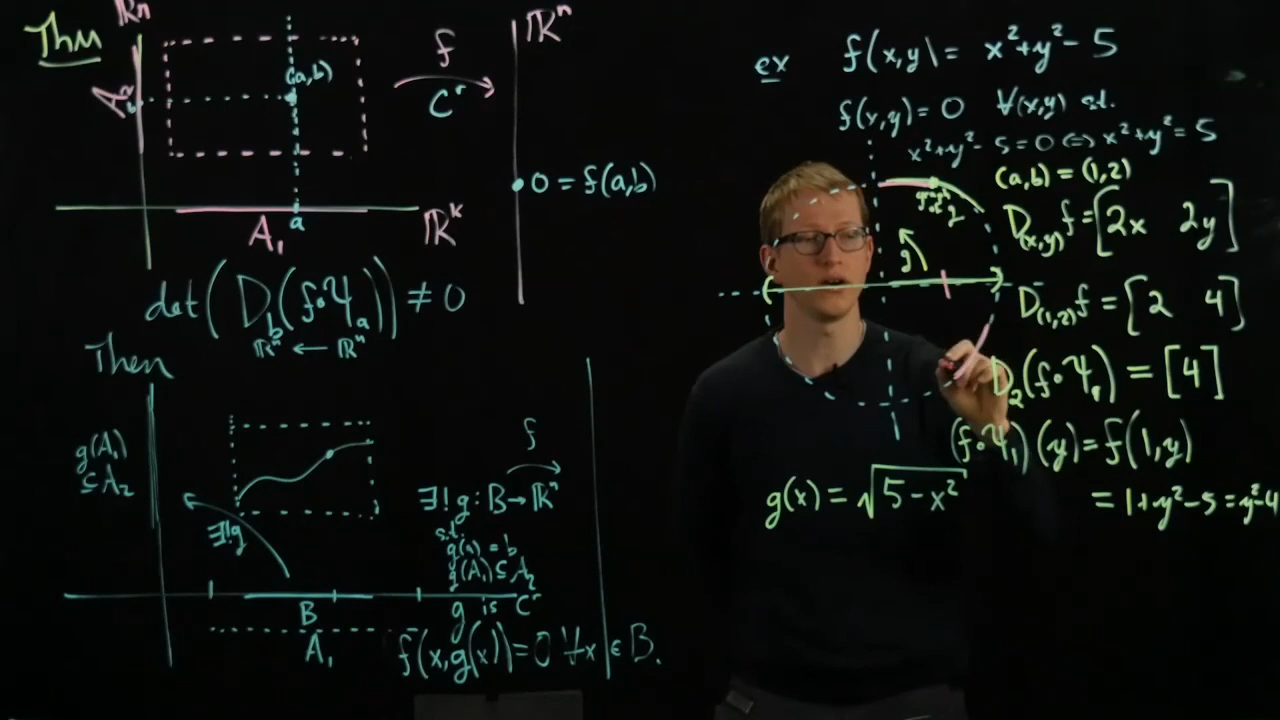 Thm
ℝⁿ
A₂
b
(a,b)
f
Cʳ
ℝⁿ
0 = f(a,b)
a
A₁
ℝᵏ
det(D_b(f∘Ψ_a)) ≠ 0
ℝⁿ ← ℝⁿ
Then
g(A₁)
⊆A₂
∃!g
B
A₁
f
∃!g: B→ℝⁿ
s.t.
g(a) = b
g(A₁)⊆A₂
g is Cʳ
f(x,g(x))=0 ∀x∈B.
ex f(x,y) = x²+y²-5
f(x,y)=0 ∀(x,y) s.t.
x²+y²-5=0 ⇔ x²+y²=5
(a,b) = (1,2)
graph
of g
g
D_(x,y)f = [2x 2y]
D_(1,2)f = [2 4]
D₂(f∘Ψ₁) = [4]
(f∘Ψ₁)(y)=f(1,y)
= 1+y²-5=y²-4
g(x) = √(5-x²)